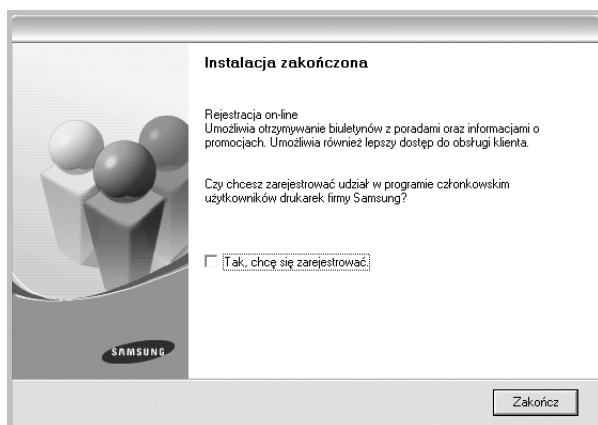 Instalacja zakończona
Rejestracja on-line
Umożliwia otrzymywanie biuletynów z poradami oraz informacjami o
promocjach. Umożliwia również lepszy dostęp do obsługi klienta.
Czy chcesz zarejestrować udział w programie członkowskim
użytkowników drukarek firmy Samsung?
Tak, chcę się zarejestrować.
SAMSUNG
Zakończ